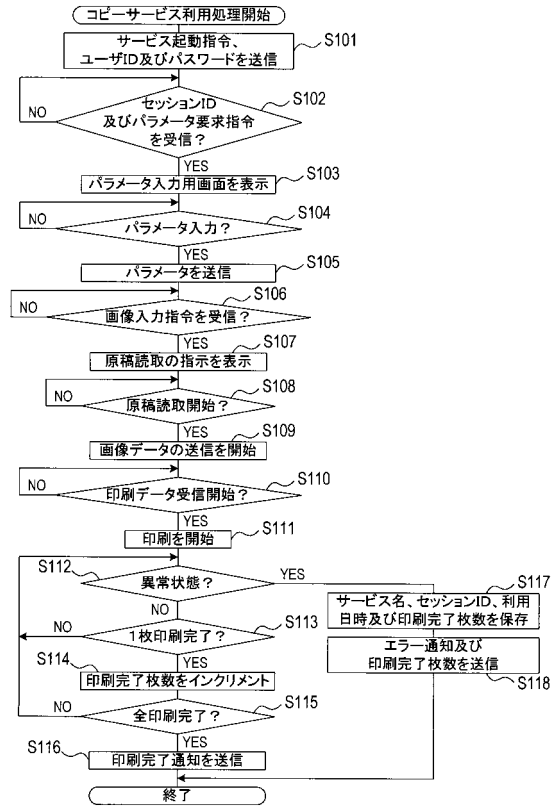 コピーサービス利用処理開始
サービス起動指令、
ユーザID及びパスワードを送信
S101
セッションID
及びパラメータ要求指令
を受信？
S102
NO
YES
パラメータ入力用画面を表示
S103
パラメータ入力？
S104
NO
YES
パラメータを送信
S105
画像入力指令を受信？
S106
NO
YES
原稿読取の指示を表示
S107
原稿読取開始？
S108
NO
YES
画像データの送信を開始
S109
印刷データ受信開始？
S110
NO
YES
印刷を開始
S111
異常状態？
S112
YES
NO
1枚印刷完了？
S113
NO
YES
印刷完了枚数をインクリメント
S114
全印刷完了？
S115
NO
YES
印刷完了通知を送信
S116
サービス名、セッションID、利用
日時及び印刷完了枚数を保存
S117
エラー通知及び
印刷完了枚数を送信
S118
終了